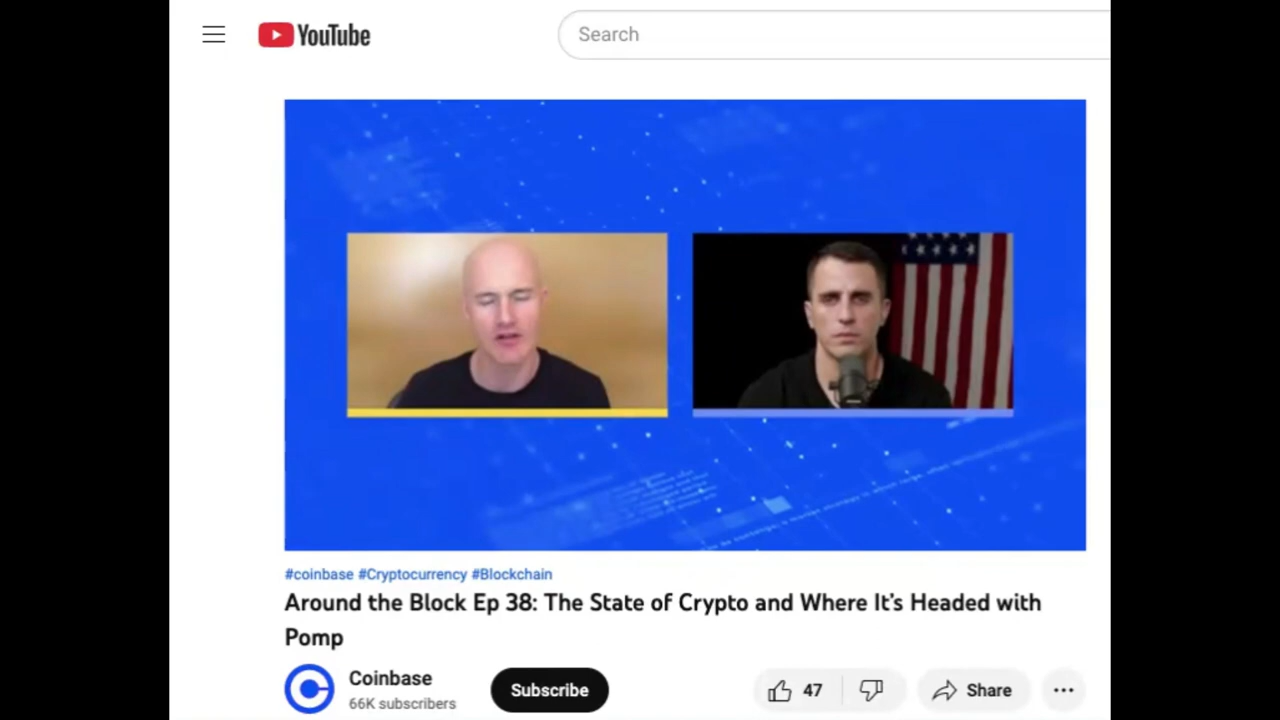 YouTube
Search
#coinbase #Cryptocurrency #Blockchain
Around the Block Ep 38: The State of Crypto and Where It's Headed with
Pomp
Coinbase
66K subscribers
Subscribe
47
Share